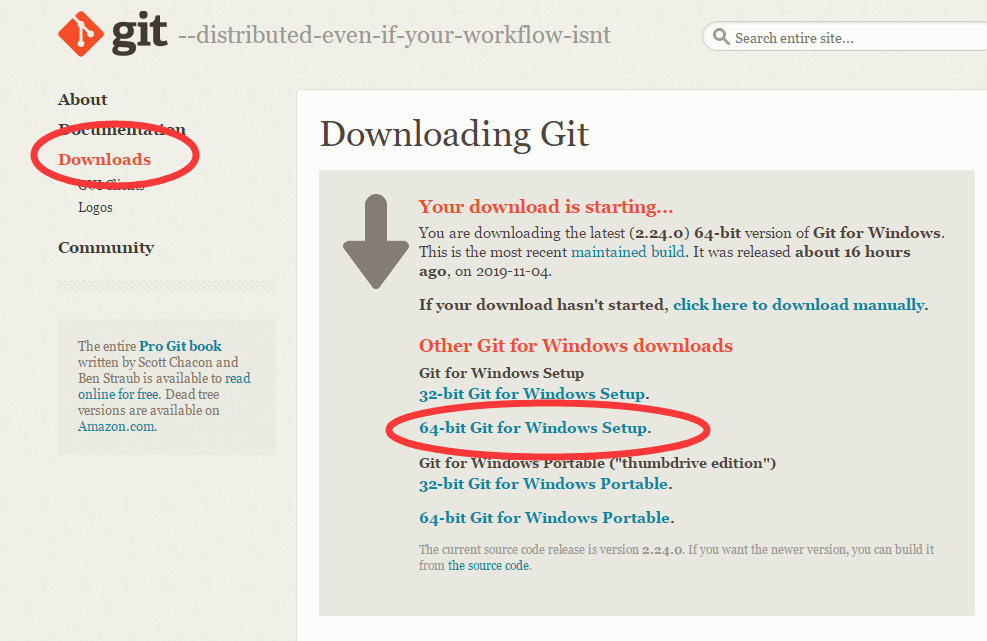 git --distributed-even-if-your-workflow-isnt
Search entire site...
About
Documentation
Downloads
GUI Clients
Logos
Community
The entire Pro Git book
written by Scott Chacon and
Ben Straub is available to read
online for free. Dead tree
versions are available on
Amazon.com.
Downloading Git
Your download is starting...
You are downloading the latest (2.24.0) 64-bit version of Git for Windows.
This is the most recent maintained build. It was released about 16 hours
ago, on 2019-11-04.
If your download hasn't started, click here to download manually.
Other Git for Windows downloads
Git for Windows Setup
32-bit Git for Windows Setup.
64-bit Git for Windows Setup.
Git for Windows Portable ("thumbdrive edition")
32-bit Git for Windows Portable.
64-bit Git for Windows Portable.
The current source code release is version 2.24.0. If you want the newer version, you can build it
from the source code.